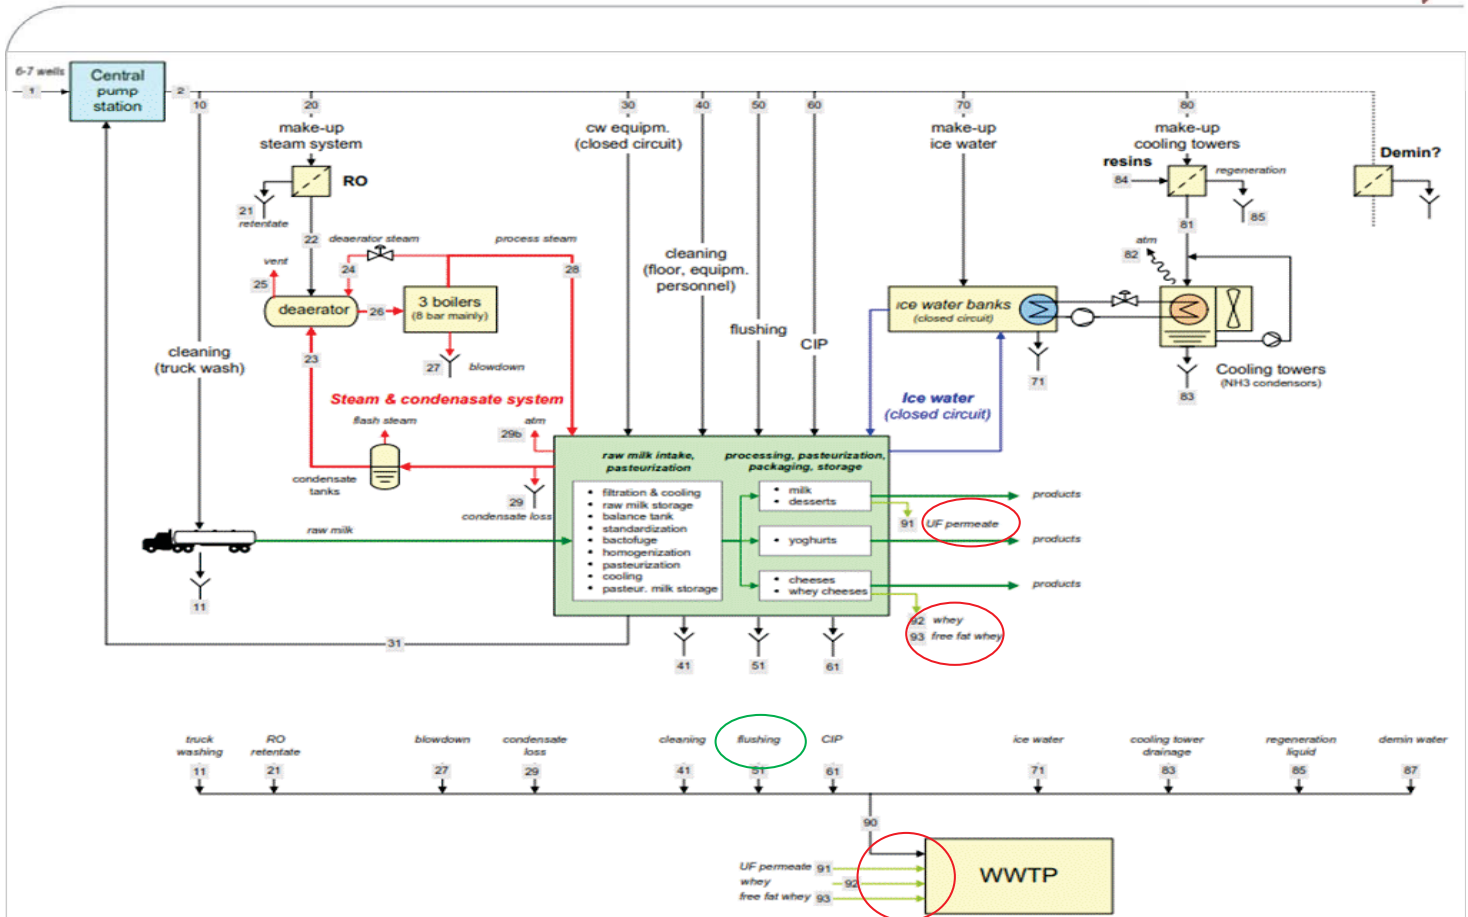 6-7 wells
1
Central
pump
station
2
10
20
30
40
50
60
70
80
make-up
steam system
cw equipm.
(closed circuit)
make-up
ice water
make-up
cooling towers
resins
84
regeneration
85
Demin?
RO
21
retentate
22
deaerator steam
process steam
vent
25
24
28
81
atm
82
cleaning
(floor, equipm.
personnel)
deaerator
26
3 boilers
(8 bar mainly)
ice water banks
(closed circuit)
flushing
CIP
cleaning
(truck wash)
23
27
blowdown
71
Cooling towers
(NH3 condensors)
83
Steam & condenasate system
Ice water
(closed circuit)
flash steam
atm
29b
condensate
tanks
29
condensate loss
raw milk intake,
pasteurization
processing, pasteurization,
packaging, storage
• filtration & cooling
• raw milk storage
• balance tank
• standardization
• bactofuge
• homogenization
• pasteurization
• cooling
• pasteur. milk storage
• milk
• desserts
• yoghurts
• cheeses
• whey cheeses
products
91 UF permeate
products
products
92 whey
93 free fat whey
raw milk
11
31
41
51
61
truck
washing
RO
retentate
blowdown
condensate
loss
cleaning
flushing
CIP
ice water
cooling tower
drainage
regeneration
liquid
demin water
11
21
27
29
41
51
61
71
83
85
87
90
UF permeate 91
whey 92
free fat whey 93
WWTP